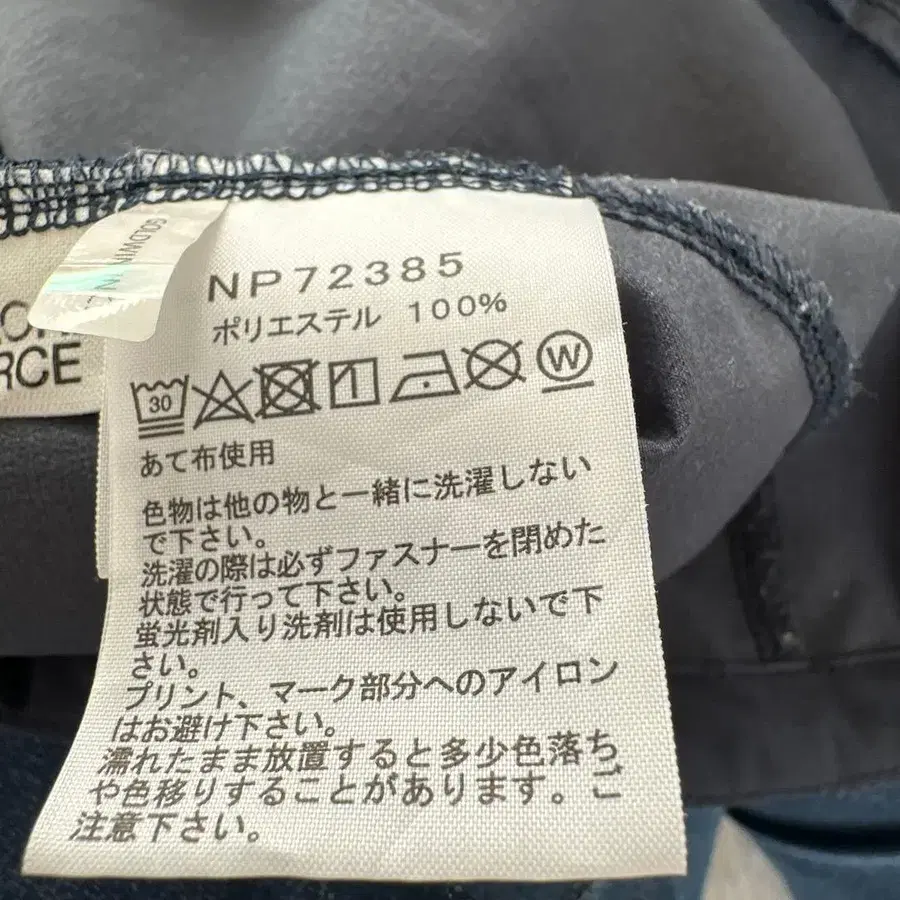 GOLDWIN IN
RCE
NP72385
ポリエステル 100%
30
W
あて布使用
色物は他の物と一緒に洗濯しない
で下さい。
洗濯の際は必ずファスナーを閉めた
状態で行って下さい。
蛍光剤入り洗剤は使用しないで下
さい。
プリント、マーク部分へのアイロン
はお避け下さい。
濡れたまま放置すると多少色落ち
や色移りすることがあります。ご
注意下さい。